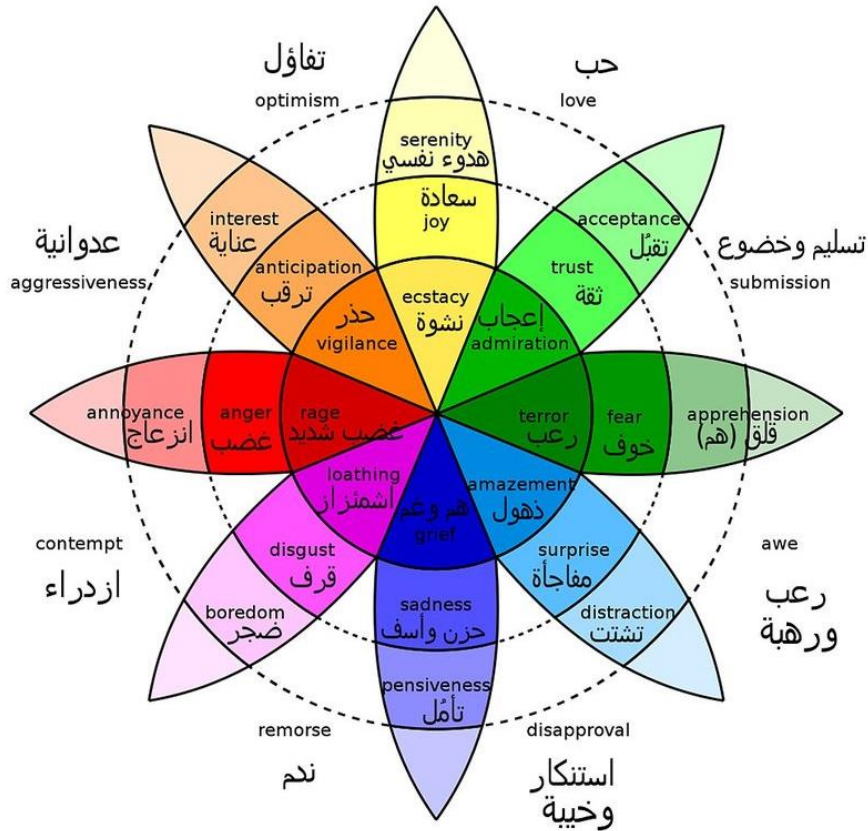 تفاؤل
optimism
حب
love
serenity
هدوء نفسي
سعادة
joy
ecstacy
نشوة
interest
عناية
anticipation
ترقب
حذر
vigilance
acceptance
تقبُل
trust
ثقة
إعجاب
admiration
عدوانية
aggressiveness
تسليم وخضوع
submission
annoyance
انزعاج
anger
غضب
rage
غضب شديد
terror
رعب
fear
خوف
apprehension
قلق (هم)
loathing
اشمئزاز
هم وغم
grief
amazement
ذهول
disgust
قرف
surprise
مفاجأة
boredom
ضجر
sadness
حزن وأسف
distraction
تشتت
pensiveness
تأمُل
contempt
ازدراء
awe
رعب
ورهبة
remorse
ندم
disapproval
استنكار
وخيبة